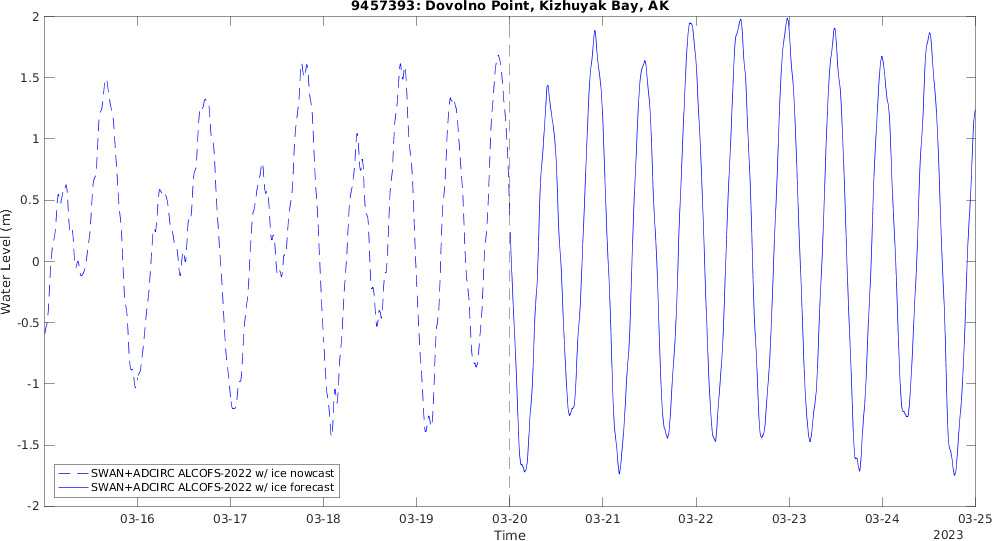 9457393: Dovolno Point, Kizhuyak Bay, AK
2
1.5
1
0.5
0
-0.5
-1
-1.5
-2
Water Level (m)
SWAN+ADCIRC ALCOFS-2022 w/ ice nowcast
SWAN+ADCIRC ALCOFS-2022 w/ ice forecast
03-16 03-17 03-18 03-19 03-20 03-21 03-22 03-23 03-24 03-25
Time
2023